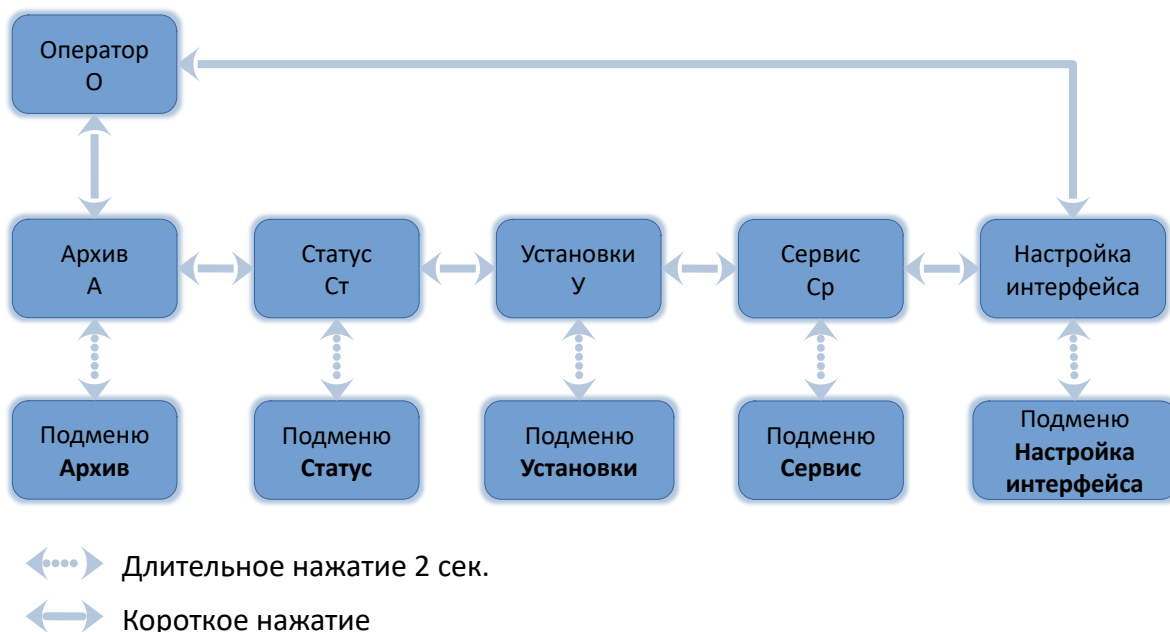 Оператор
О
Архив
А
Статус
Ст
Установки
У
Сервис
Ср
Настройка
интерфейса
Подменю
Архив
Подменю
Статус
Подменю
Установки
Подменю
Сервис
Подменю
Настройка
интерфейса
Длительное нажатие 2 сек.
Короткое нажатие